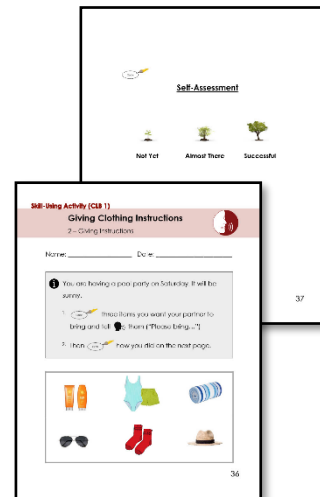 Self-Assessment
Not Yet
Almost There
Successful
37
Skill-Using Activity (CLB 1)
Giving Clothing Instructions
2 – Giving Instructions
Name: Date:
1 You are having a pool party on Saturday. It will be
sunny.
1. three items you want your partner to
bring and tell them ("Please bring…")
2. Then how you did on the next page.
36